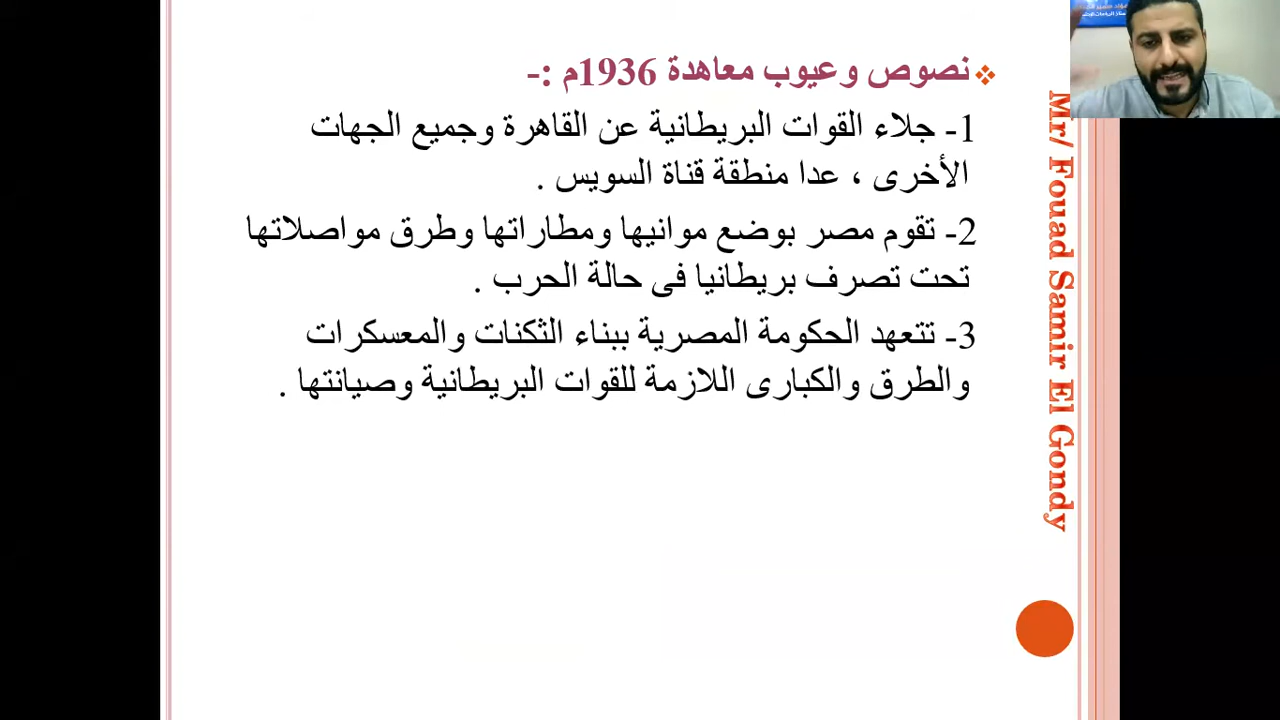 ❖ نصوص وعيوب معاهدة 1936م :-
1- جلاء القوات البريطانية عن القاهرة وجميع الجهات
الأخرى ، عدا منطقة قناة السويس .
2- تقوم مصر بوضع موانيها ومطاراتها وطرق مواصلاتها
تحت تصرف بريطانيا فى حالة الحرب .
3- تتعهد الحكومة المصرية ببناء الثكنات والمعسكرات
والطرق والكبارى اللازمة للقوات البريطانية وصيانتها .
Mr/ Fouad Samir El Gondy